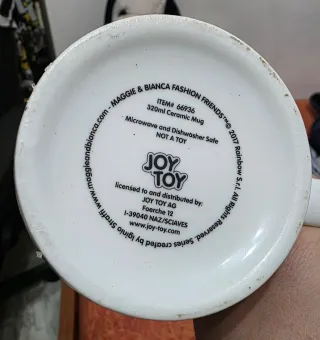 www.maggieandbianca.com - MAGGIE & BIANCA FASHION FRIENDS™© 2017 Rainbow S.r.l. All Rights Reserved. Series created by Iginio Straffi
ITEM# 66936
320ml Ceramic Mug
Microwave and Dishwasher Safe
NOT A TOY
JOY
TOY
licensed to and distributed by:
JOY TOY AG
Foerche 12
I-39040 NAZ/SCIAVES
www.joy-toy.com